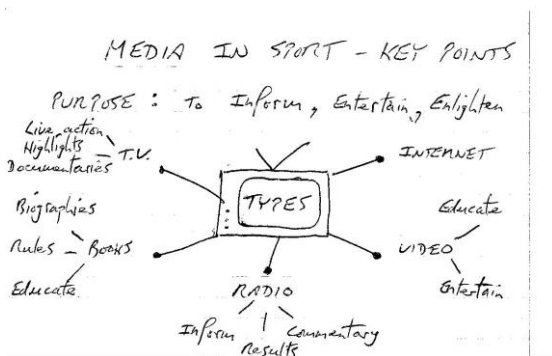 MEDIA IN SPORT - KEY POINTS
PURPOSE : To Inform, Entertain, Enlighten
Live action
Highlights
Documentaries
T.V.
INTERNET
TYPES
Biographies
Rules
Educate
BOOKS
VIDEO
Educate
Entertain
RADIO
Inform
Results
Commentary